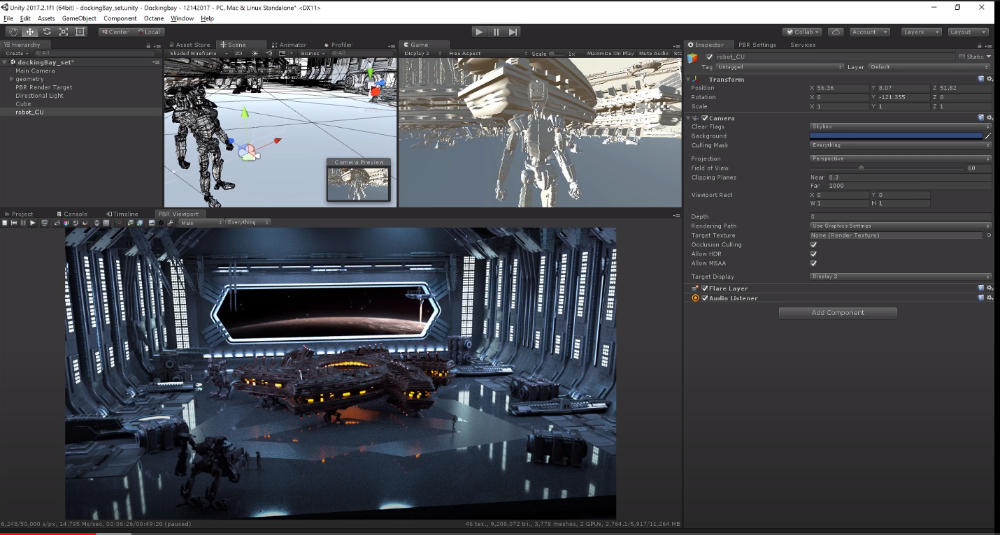 Unity 2017.2.1f1 (64bit) - dockingBay_set.unity - Dockingbay - 12142017 - PC, Mac & Linux Standalone* <DX11>
File Edit Assets GameObject Component Octane Window Help
Center Local Collab Account Layers Layout
Hierarchy
Create All
dockingBay_set*
Main Camera
geometry
PBR Render Target
Directional Light
Cube
robot_CU
Asset Store Scene Animator Profiler
Shaded Wireframe 2D Gizmos All
Camera Preview
Game
Display 2 Free Aspect Scale 1x Maximize On Play Mute Audio Sta
Inspector PBR Settings Services
robot_CU Static
Tag Untagged Layer Default
Transform
Position X 56.36 Y 8.07 Z 51.82
Rotation X 0 Y -121.355 Z 0
Scale X 1 Y 1 Z 1
Camera
Clear Flags Skybox
Background
Culling Mask Everything
Projection Perspective
Field of View 60
Clipping Planes Near 0.3
Far 1000
Viewport Rect X 0 Y 0
W 1 H 1
Depth 0
Rendering Path Use Graphics Settings
Target Texture None (Render Texture)
Occlusion Culling
Allow HDR
Allow MSAA
Target Display Display 2
Flare Layer
Audio Listener
Add Component
Project Console Timeline PBR Viewport
Main Everything
6,248/50,000 s/px, 14.795 Ms/sec, 00:06:26/00:49:20 (paused)
46 tex., 9,208,072 tri., 3,778 meshes, 2 GPUs, 2,764.1/5,917/11,264 MB